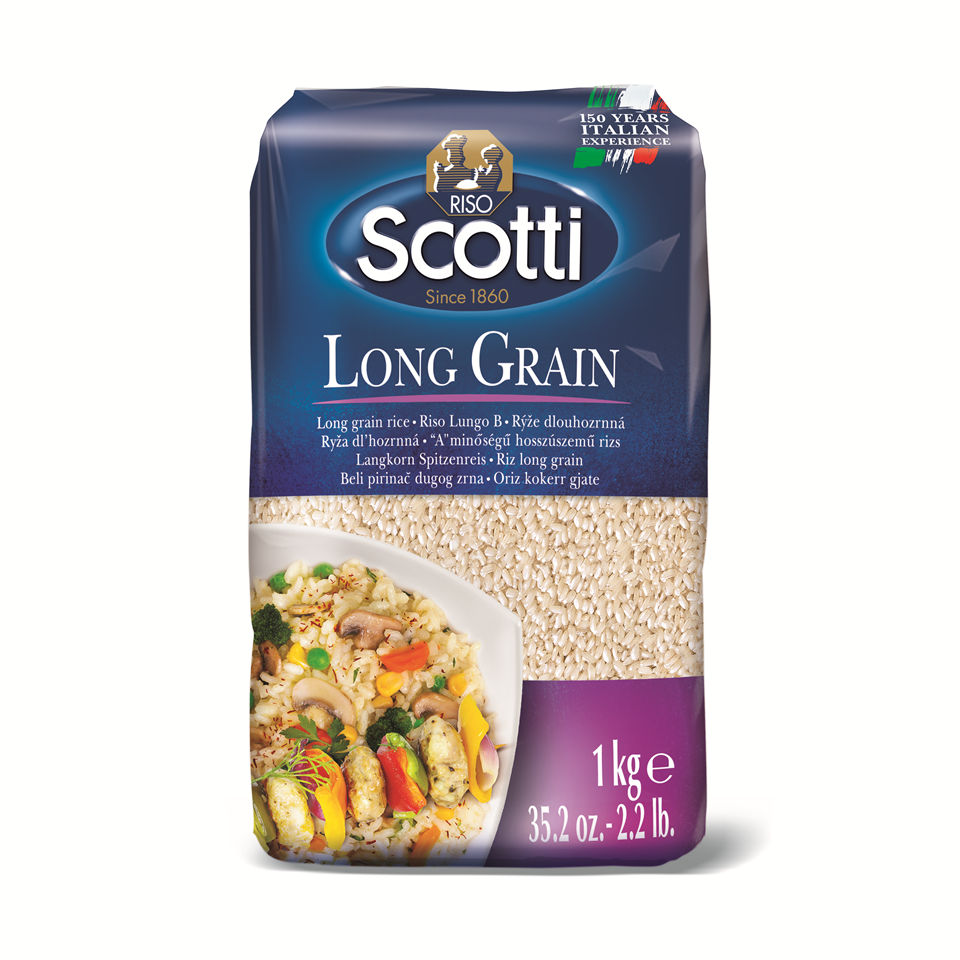 150 YEARS
ITALIAN
EXPERIENCE
RISO
Scotti
Since 1860
LONG GRAIN
Long grain rice • Riso Lungo B • Rýže dlouhozrnná
Ryža dl'hozrnná • "A" minőségű hosszúszemű rizs
Langkorn Spitzenreis • Riz long grain
Beli pirinač dugog zrna • Oriz kokerr gjate
1 kg ℮
35.2 oz. - 2.2 lb.